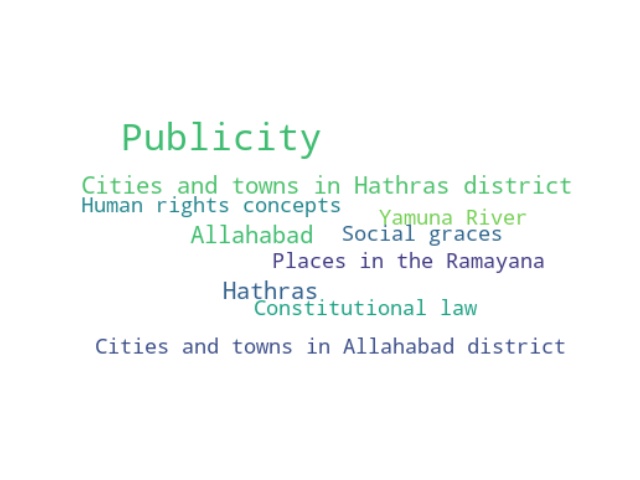 Publicity
Cities and towns in Hathras district
Human rights concepts
Yamuna River
Allahabad
Social graces
Places in the Ramayana
Hathras
Constitutional law
Cities and towns in Allahabad district